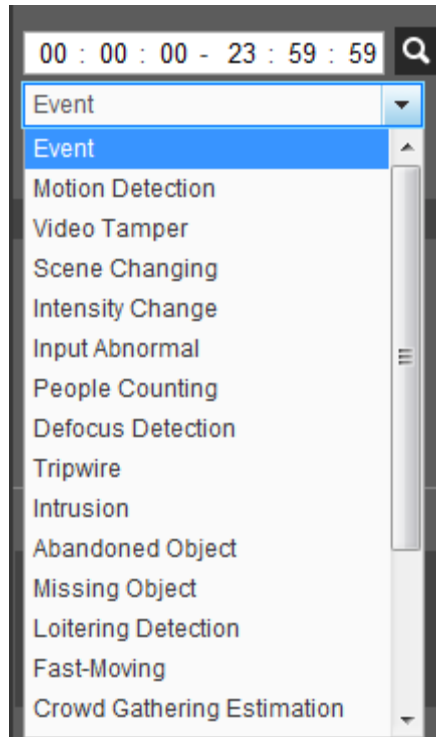 00 : 00 : 00 - 23 : 59 : 59
Event
Event
Motion Detection
Video Tamper
Scene Changing
Intensity Change
Input Abnormal
People Counting
Defocus Detection
Tripwire
Intrusion
Abandoned Object
Missing Object
Loitering Detection
Fast-Moving
Crowd Gathering Estimation